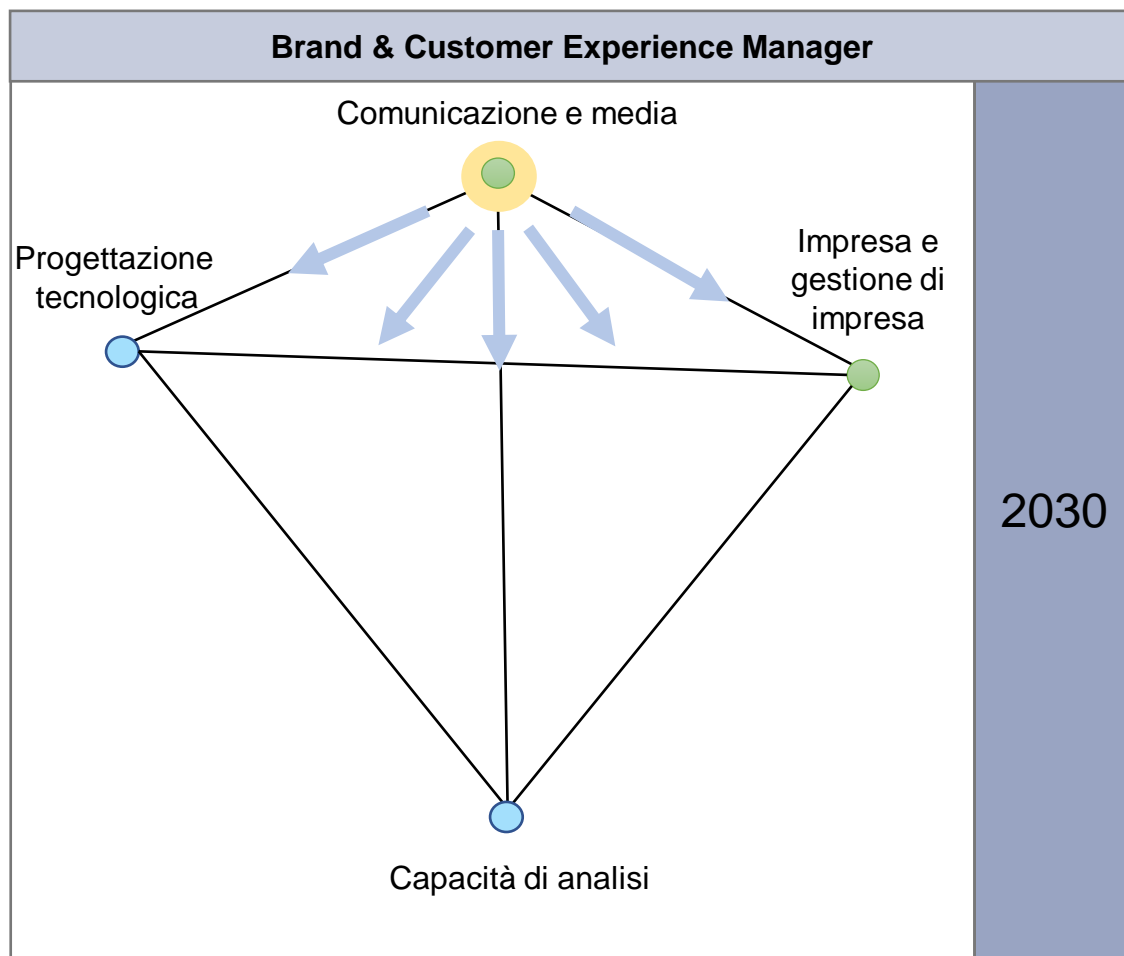 Brand & Customer Experience Manager
Comunicazione e media
Progettazione
tecnologica
Impresa e
gestione di
impresa
2030
Capacità di analisi